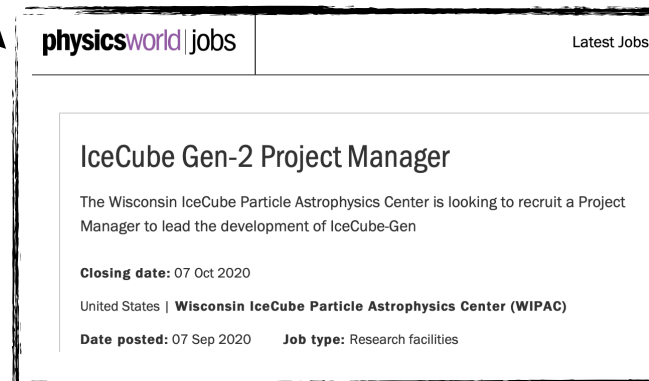 physicsworld|jobs
Latest Jobs
IceCube Gen-2 Project Manager
The Wisconsin IceCube Particle Astrophysics Center is looking to recruit a Project
Manager to lead the development of IceCube-Gen
Closing date: 07 Oct 2020
United States | Wisconsin IceCube Particle Astrophysics Center (WIPAC)
Date posted: 07 Sep 2020 Job type: Research facilities